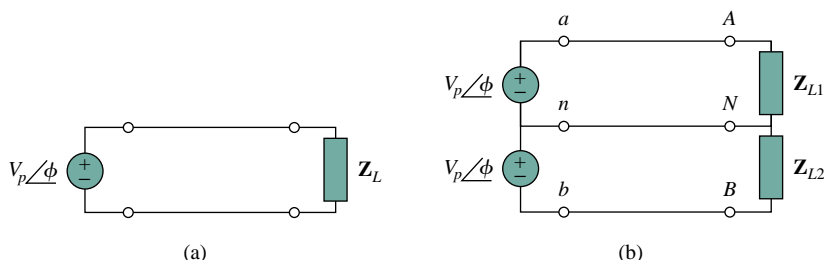 V_p∠ϕ
+
−
Z_L
(a)
a
A
V_p∠ϕ
+
−
Z_L1
n
N
V_p∠ϕ
+
−
Z_L2
b
B
(b)